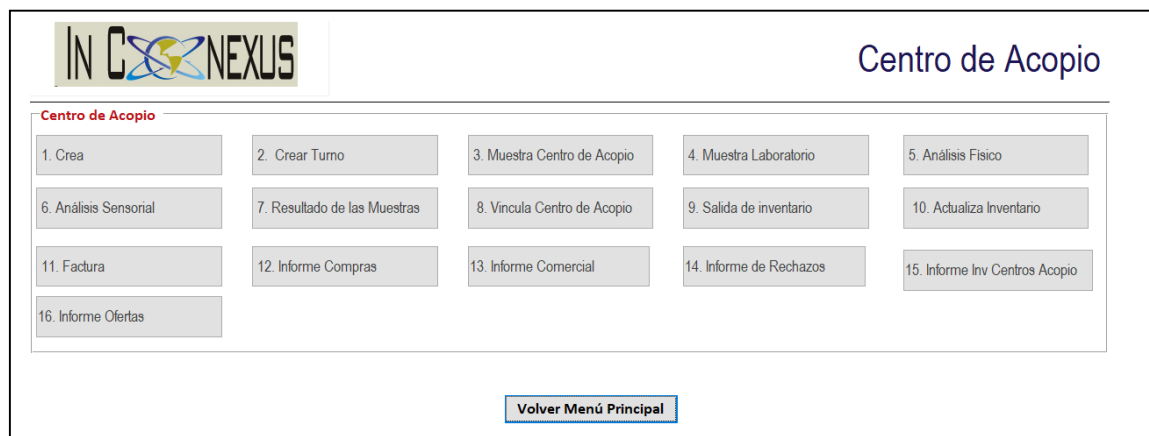 IN CONEXUS
Centro de Acopio
Centro de Acopio
1. Crea
2. Crear Turno
3. Muestra Centro de Acopio
4. Muestra Laboratorio
5. Análisis Físico
6. Análisis Sensorial
7. Resultado de las Muestras
8. Vincula Centro de Acopio
9. Salida de inventario
10. Actualiza Inventario
11. Factura
12. Informe Compras
13. Informe Comercial
14. Informe de Rechazos
15. Informe Inv Centros Acopio
16. Informe Ofertas
Volver Menú Principal